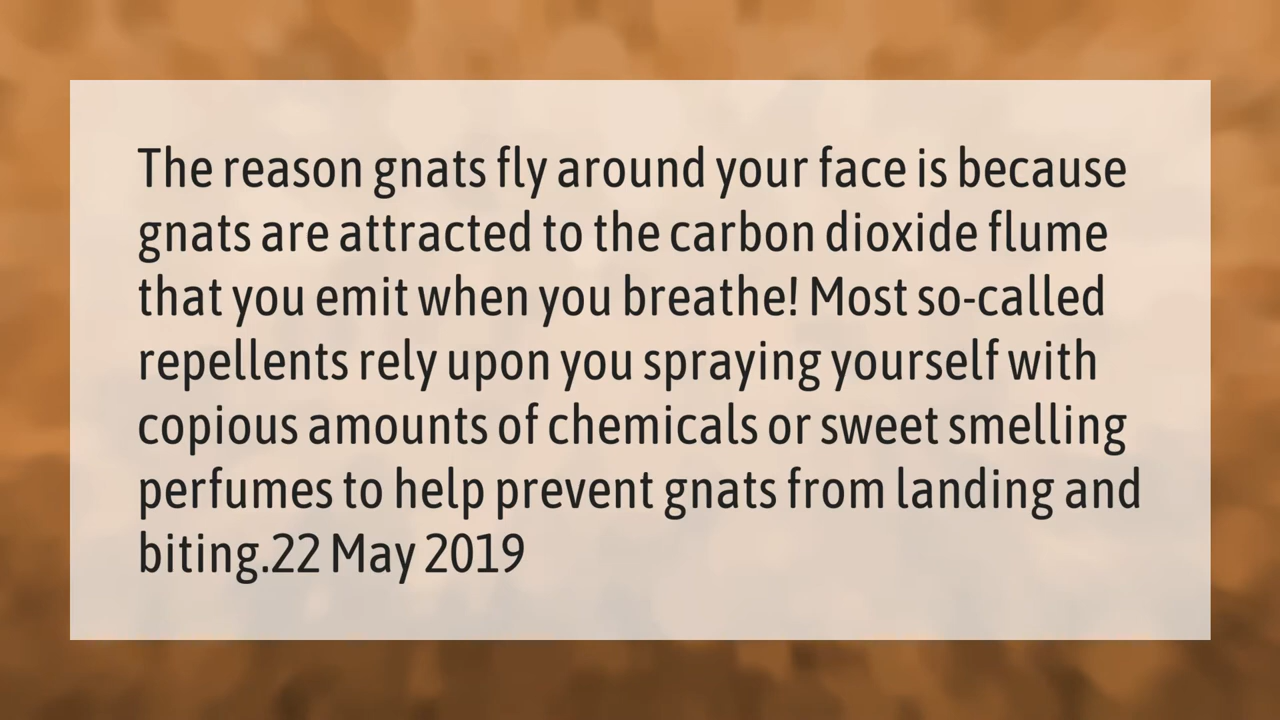 The reason gnats fly around your face is because
gnats are attracted to the carbon dioxide flume
that you emit when you breathe! Most so-called
repellents rely upon you spraying yourself with
copious amounts of chemicals or sweet smelling
perfumes to help prevent gnats from landing and
biting.22 May 2019